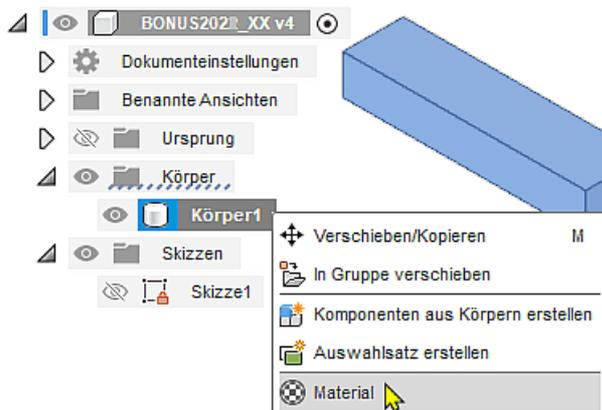 v4
Dokumenteinstellungen
Benannte Ansichten
Ursprung
Körper
Körper1
Verschieben/Kopieren M
Skizzen
In Gruppe verschieben
Skizze1
Komponenten aus Körpern erstellen
Auswahlsatz erstellen
Material